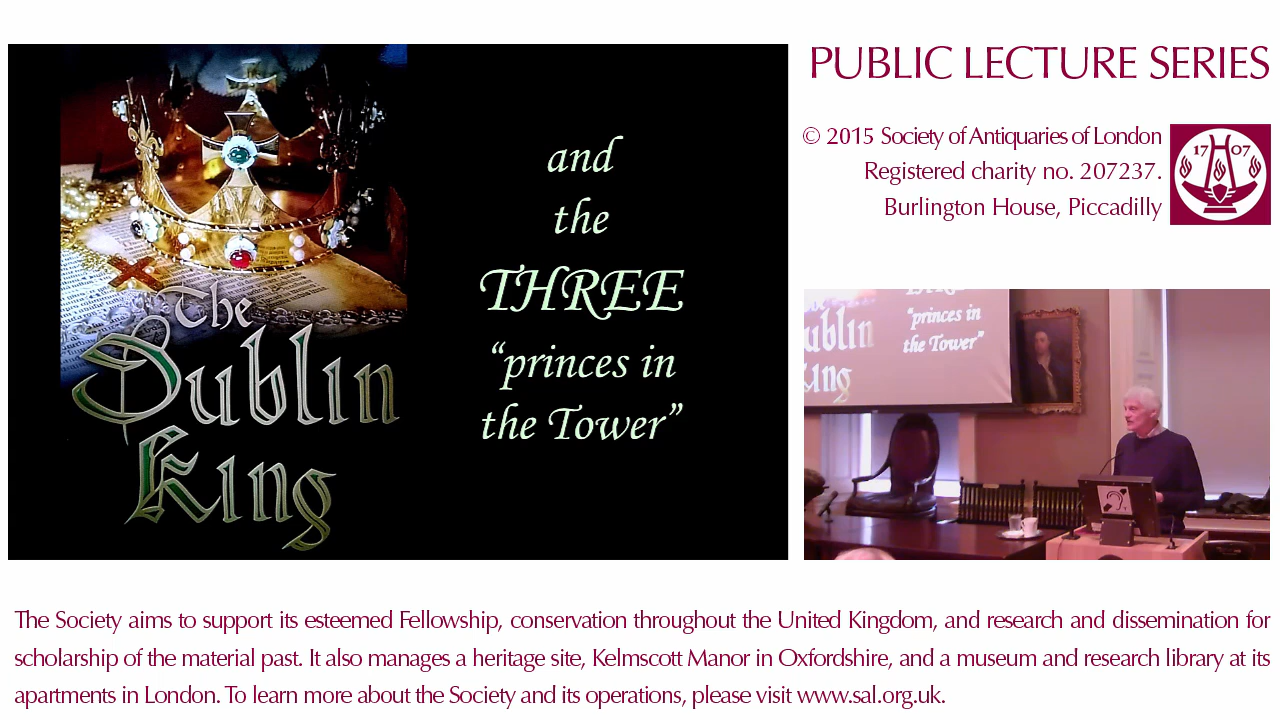 The
Dublin
King
and
the
THREE
“princes in
the Tower”
PUBLIC LECTURE SERIES
© 2015 Society of Antiquaries of London
Registered charity no. 207237.
Burlington House, Piccadilly
17 07
ublin
King
THREE
“princes in
the Tower”
The Society aims to support its esteemed Fellowship, conservation throughout the United Kingdom, and research and dissemination for
scholarship of the material past. It also manages a heritage site, Kelmscott Manor in Oxfordshire, and a museum and research library at its
apartments in London. To learn more about the Society and its operations, please visit www.sal.org.uk.